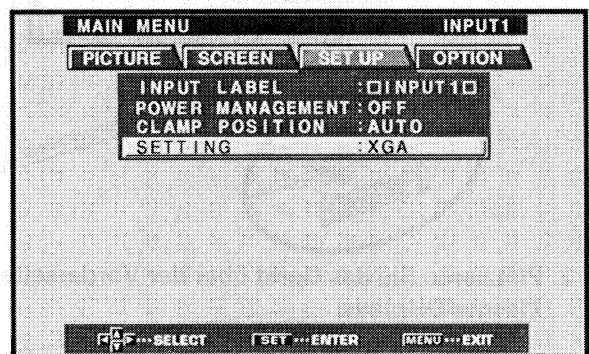 MAIN MENU INPUT1
PICTURE SCREEN SET UP OPTION
INPUT LABEL :□INPUT1□
POWER MANAGEMENT :OFF
CLAMP POSITION :AUTO
SETTING :XGA
···SELECT SET ···ENTER MENU ···EXIT